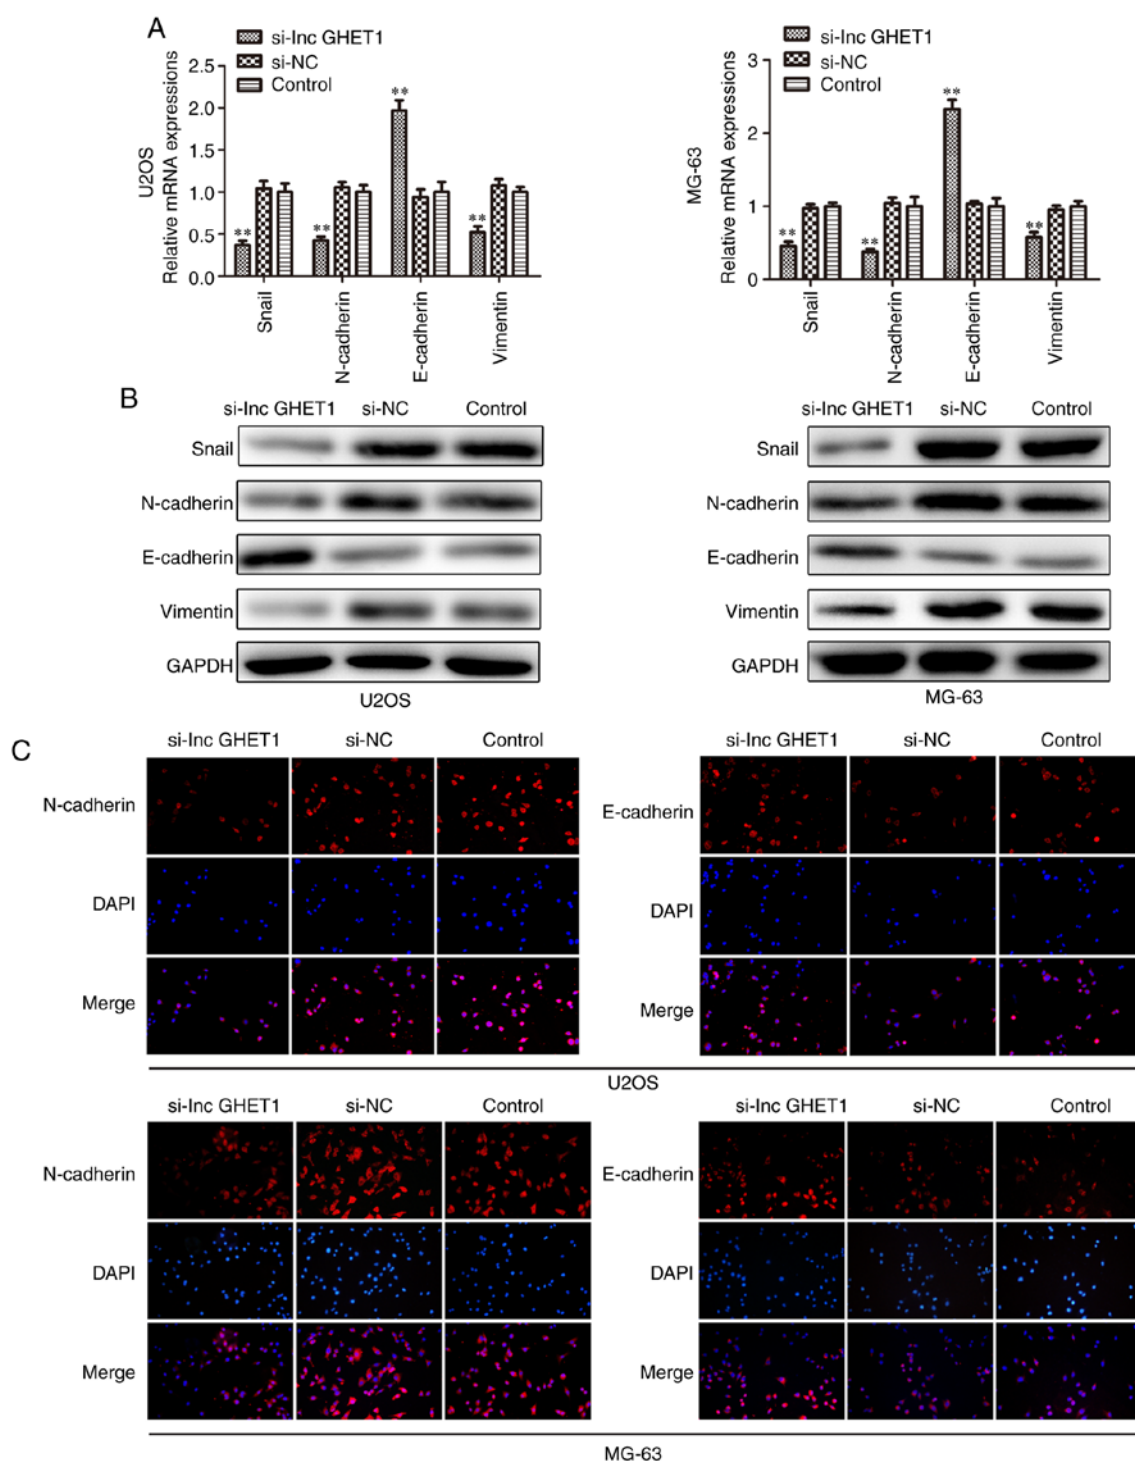 A
si-lnc GHET1
si-NC
Control
U2OS
Relative mRNA expressions
2.5
2.0
1.5
1.0
0.5
0.0
**
**
**
**
Snail
N-cadherin
E-cadherin
Vimentin
si-lnc GHET1
si-NC
Control
MG-63
Relative mRNA expressions
3
2
1
0
**
**
**
**
Snail
N-cadherin
E-cadherin
Vimentin
B
si-lnc GHET1 si-NC Control
Snail
N-cadherin
E-cadherin
Vimentin
GAPDH
U2OS
si-lnc GHET1 si-NC Control
Snail
N-cadherin
E-cadherin
Vimentin
GAPDH
MG-63
C
si-lnc GHET1 si-NC Control
N-cadherin
DAPI
Merge
si-lnc GHET1 si-NC Control
E-cadherin
DAPI
Merge
U2OS
si-lnc GHET1 si-NC Control
N-cadherin
DAPI
Merge
si-lnc GHET1 si-NC Control
E-cadherin
DAPI
Merge
MG-63